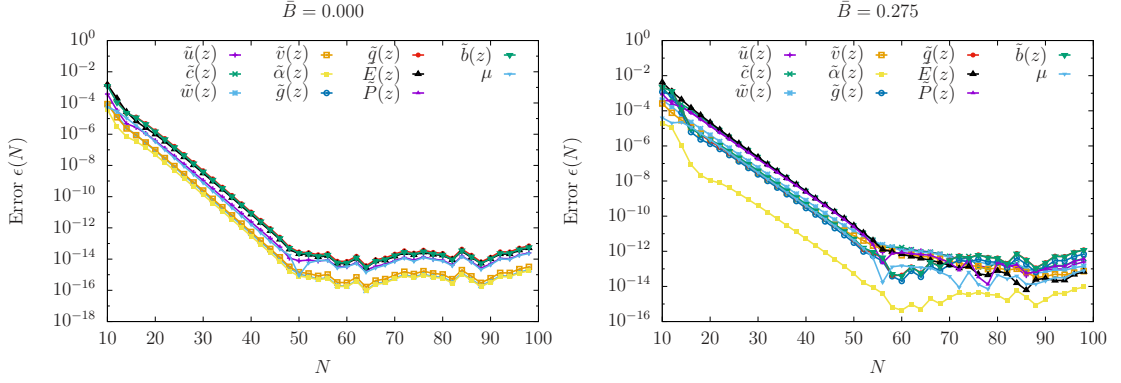 B̄ = 0.000
ũ(z) ṽ(z) q̃(z) b̃(z)
c̃(z) α̃(z) E(z) μ
w̃(z) g̃(z) P̃(z)
Error ϵ(N)
10^0
10^-2
10^-4
10^-6
10^-8
10^-10
10^-12
10^-14
10^-16
10^-18
10 20 30 40 50 60 70 80 90 100
N
B̄ = 0.275
ũ(z) ṽ(z) q̃(z) b̃(z)
c̃(z) α̃(z) E(z) μ
w̃(z) g̃(z) P̃(z)
Error ϵ(N)
10^0
10^-2
10^-4
10^-6
10^-8
10^-10
10^-12
10^-14
10^-16
10 20 30 40 50 60 70 80 90 100
N